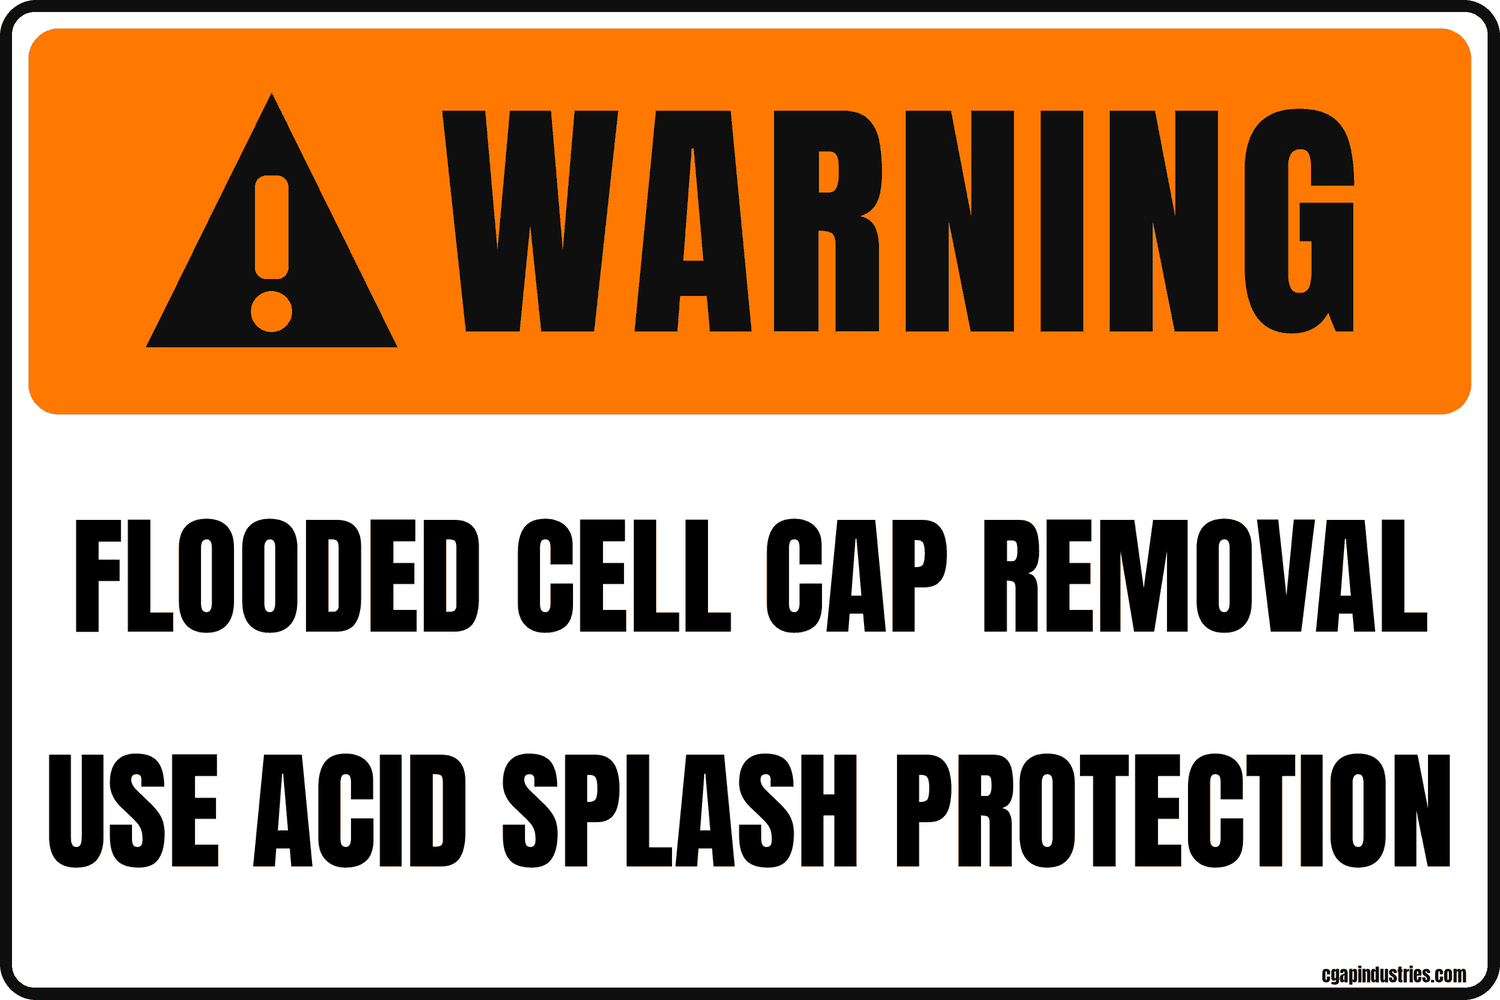 WARNING
FLOODED CELL CAP REMOVAL
USE ACID SPLASH PROTECTION
cgapindustries.com